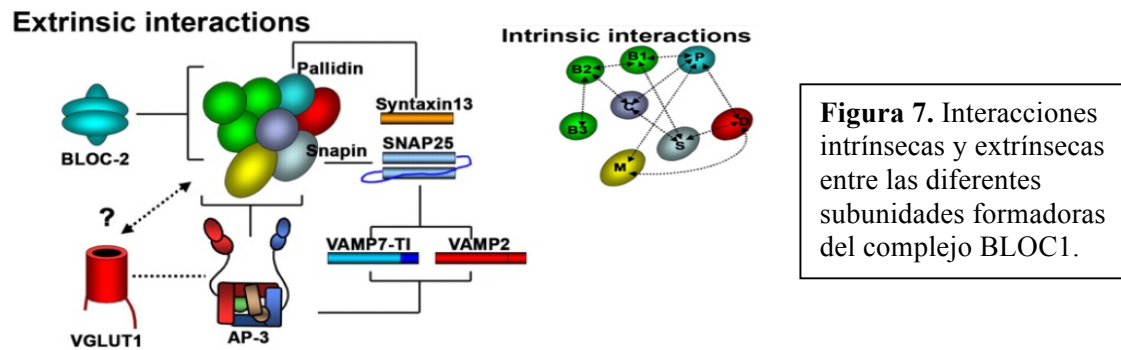 Extrinsic interactions
Pallidin
BLOC-2
Syntaxin13
Snapin
SNAP25
?
VAMP7-TI
VAMP2
VGLUT1
AP-3
Intrinsic interactions
B2
B1
P
C
D
B3
S
M
Figura 7. Interacciones
intrínsecas y extrínsecas
entre las diferentes
subunidades formadoras
del complejo BLOC1.